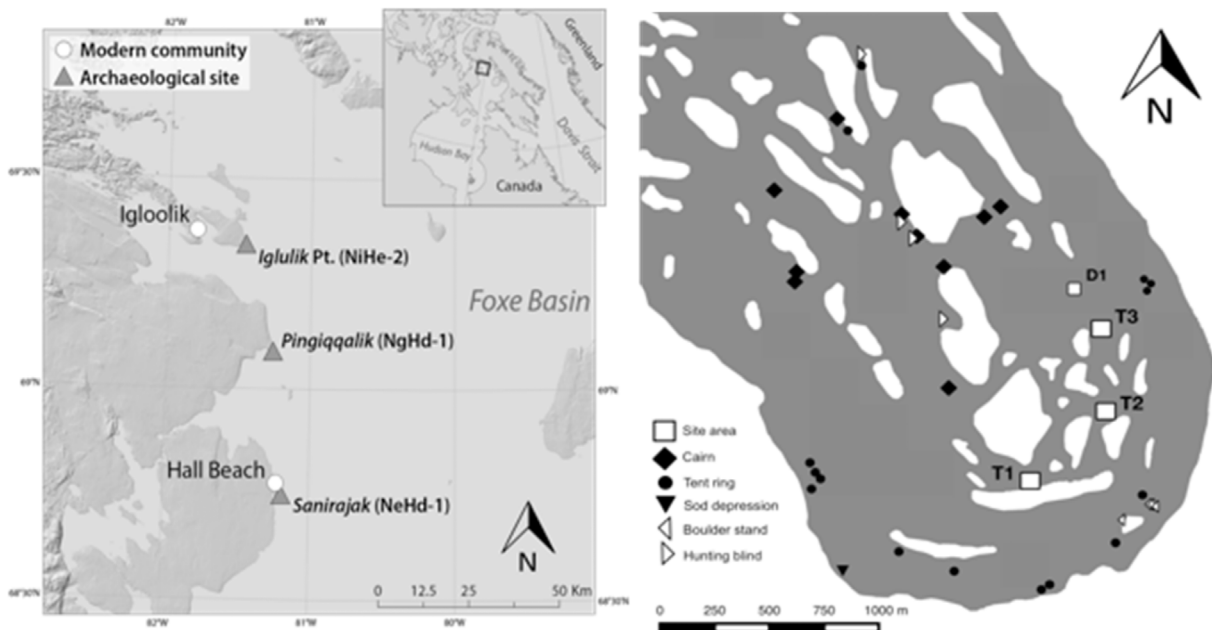 82°W
81°W
Modern community
Archaeological site
Greenland
Davis Strait
Hudson Bay
Canada
69°30'N
Igloolik
Iglulik Pt. (NiHe-2)
Foxe Basin
Pingiqqalik (NgHd-1)
69°N
Hall Beach
Sanirajak (NeHd-1)
N
0 12.5 25 50 Km
68°30'N
68°30'N
82°W
81°W
80°W
N
D1
T3
T2
T1
Site area
Cairn
Tent ring
Sod depression
Boulder stand
Hunting blind
0 250 500 750 1000 m